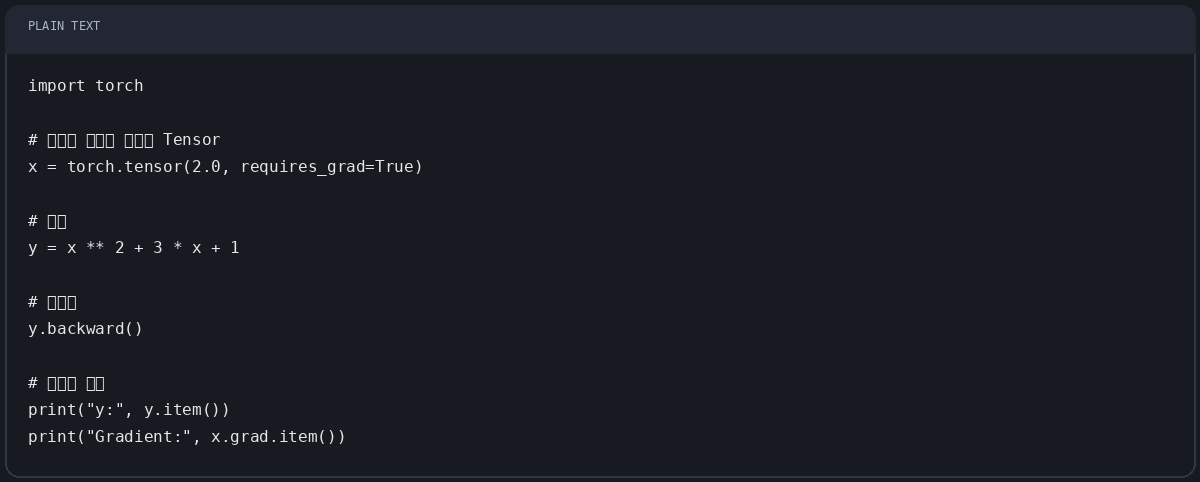 PLAIN TEXT
import torch
# Tensor
x = torch.tensor(2.0, requires_grad=True)
#
y = x ** 2 + 3 * x + 1
#
y.backward()
#
print("y:", y.item())
print("Gradient:", x.grad.item())